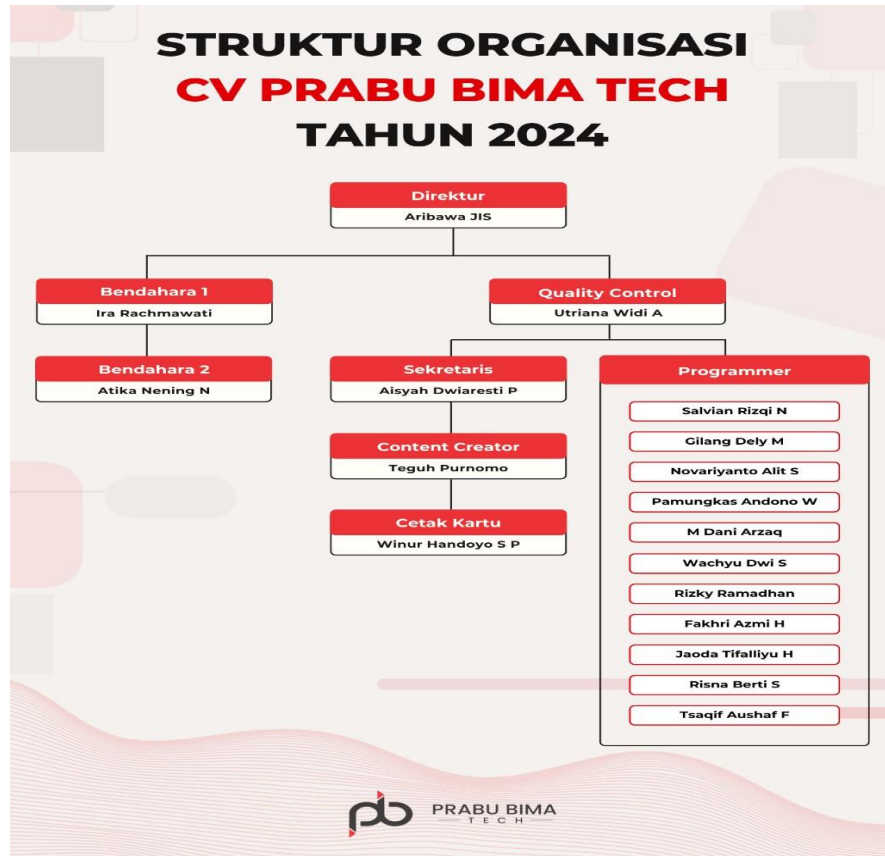 STRUKTUR ORGANISASI
CV PRABU BIMA TECH
TAHUN 2024
Direktur
Aribawa JIS
Bendahara 1
Ira Rachmawati
Quality Control
Utriana Widi A
Bendahara 2
Atika Nening N
Sekretaris
Aisyah Dwiaresti P
Content Creator
Teguh Purnomo
Cetak Kartu
Winur Handoyo S P
Programmer
Salvian Rizqi N
Gilang Dely M
Novariyanto Alit S
Pamungkas Andono W
M Dani Arzaq
Wachyu Dwi S
Rizky Ramadhan
Fakhri Azmi H
Jaoda Tifalliyu H
Risna Berti S
Tsaqif Aushaf F
pb
PRABU BIMA
TECH